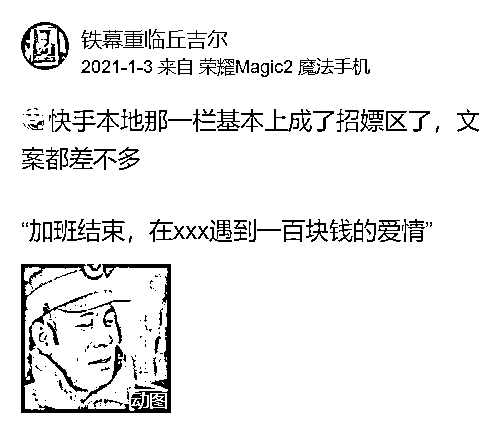 铁幕重临丘吉尔
2021-1-3 来自 荣耀Magic2 魔法手机
快手本地那一栏基本上成了招嫖区了，文
案都差不多
“加班结束，在xxx遇到一百块钱的爱情”
动图